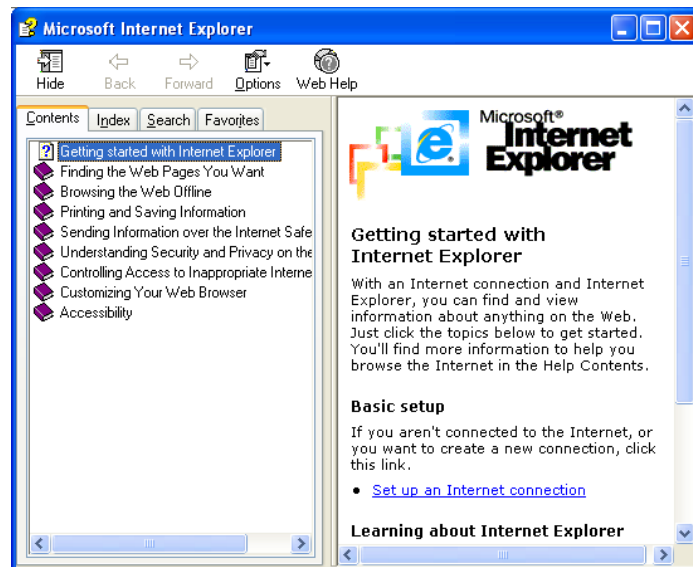 Microsoft Internet Explorer
Hide Back Forward Options Web Help
Contents Index Search Favorites
Getting started with Internet Explorer
Finding the Web Pages You Want
Browsing the Web Offline
Printing and Saving Information
Sending Information over the Internet Safe
Understanding Security and Privacy on the
Controlling Access to Inappropriate Interne
Customizing Your Web Browser
Accessibility
Microsoft®
Internet
Explorer
Getting started with
Internet Explorer
With an Internet connection and Internet
Explorer, you can find and view
information about anything on the Web.
Just click the topics below to get started.
You'll find more information to help you
browse the Internet in the Help Contents.
Basic setup
If you aren't connected to the Internet, or
you want to create a new connection, click
this link.
• Set up an Internet connection
Learning about Internet Explorer